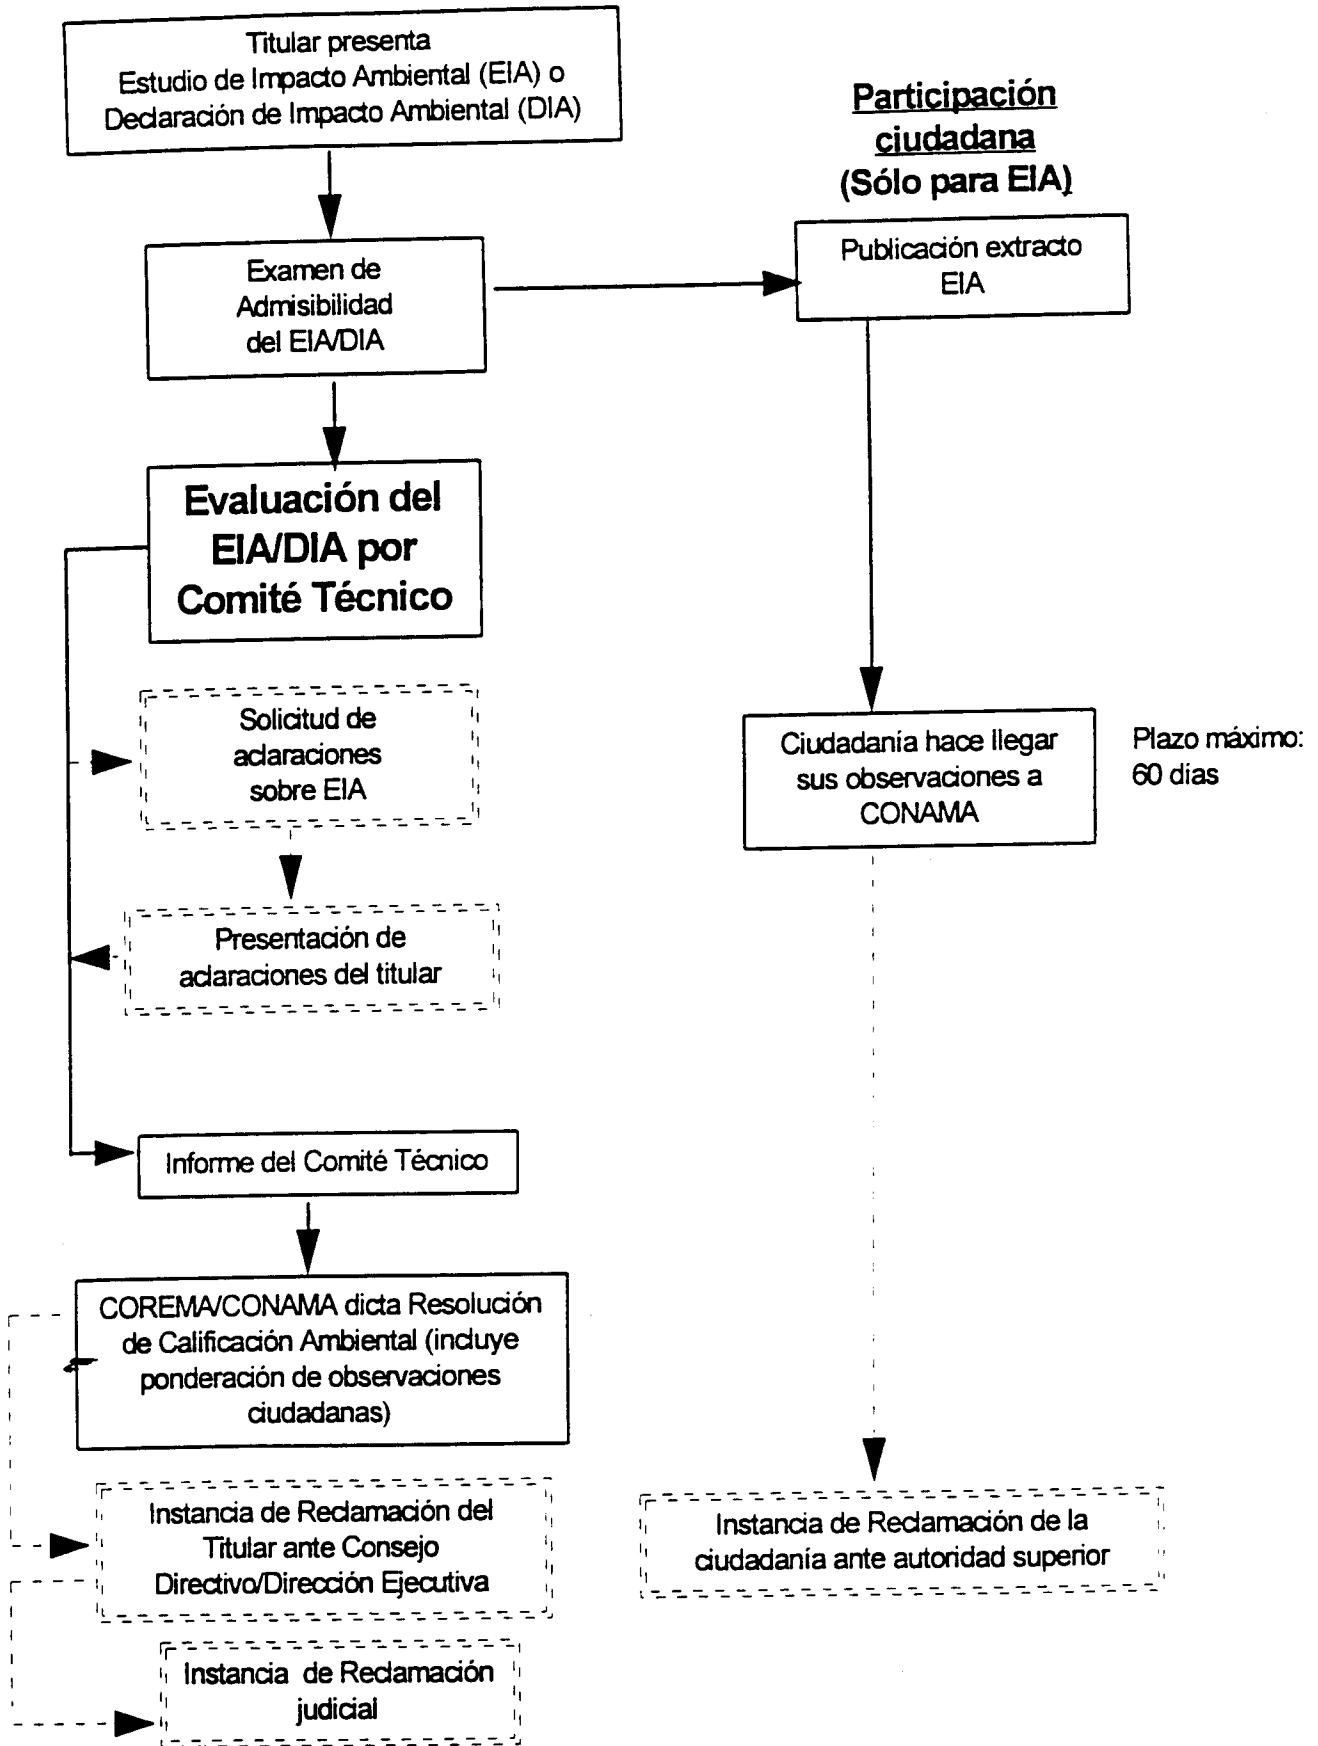 Titular presenta
Estudio de Impacto Ambiental (EIA) o
Declaración de Impacto Ambiental (DIA)
Participación
ciudadana
(Sólo para EIA)
Examen de
Admisibilidad
del EIA/DIA
Publicación extracto
EIA
Evaluación del
EIA/DIA por
Comité Técnico
Solicitud de
aclaraciones
sobre EIA
Ciudadanía hace llegar
sus observaciones a
CONAMA
Plazo máximo:
60 dias
Presentación de
aclaraciones del titular
Informe del Comité Técnico
COREMA/CONAMA dicta Resolución
de Calificación Ambiental (incluye
ponderación de observaciones
ciudadanas)
Instancia de Reclamación del
Titular ante Consejo
Directivo/Dirección Ejecutiva
Instancia de Reclamación de la
ciudadanía ante autoridad superior
Instancia de Reclamación
judicial